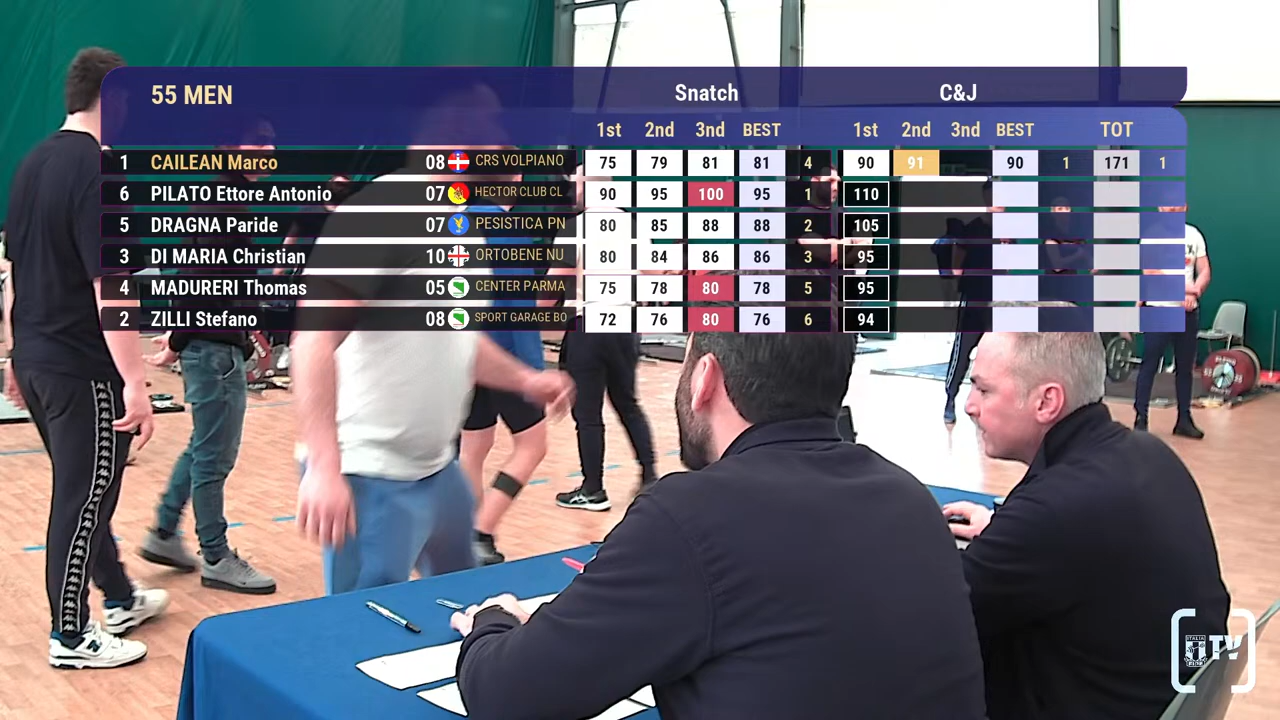 55 MEN Snatch C&J
1st 2nd 3nd BEST 1st 2nd 3nd BEST TOT
1 CAILEAN Marco 08 CRS VOLPIANO 75 79 81 81 4 90 91 90 1 171 1
6 PILATO Ettore Antonio 07 HECTOR CLUB CL 90 95 100 95 1 110
5 DRAGNA Paride 07 PESISTICA PN 80 85 88 88 2 105
3 DI MARIA Christian 10 ORTOBENE NU 80 84 86 86 3 95
4 MADURERI Thomas 05 CENTER PARMA 75 78 80 78 5 95
2 ZILLI Stefano 08 SPORT GARAGE BO 72 76 80 76 6 94
ITALIA
TV